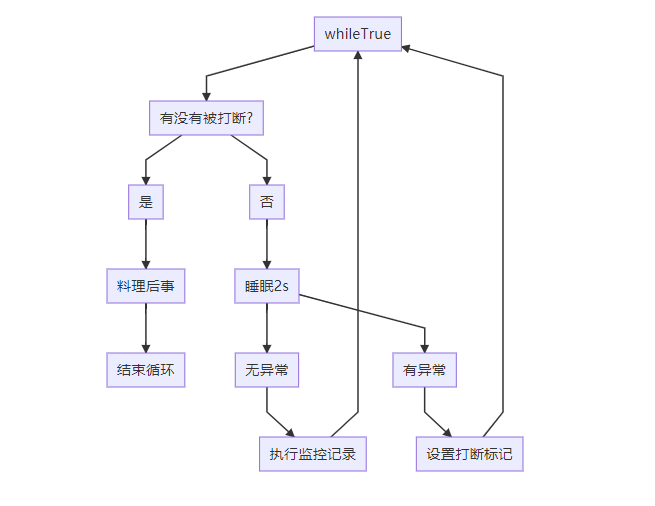 whileTrue
有没有被打断?
是
否
料理后事
睡眠2s
结束循环
无异常
有异常
执行监控记录
设置打断标记